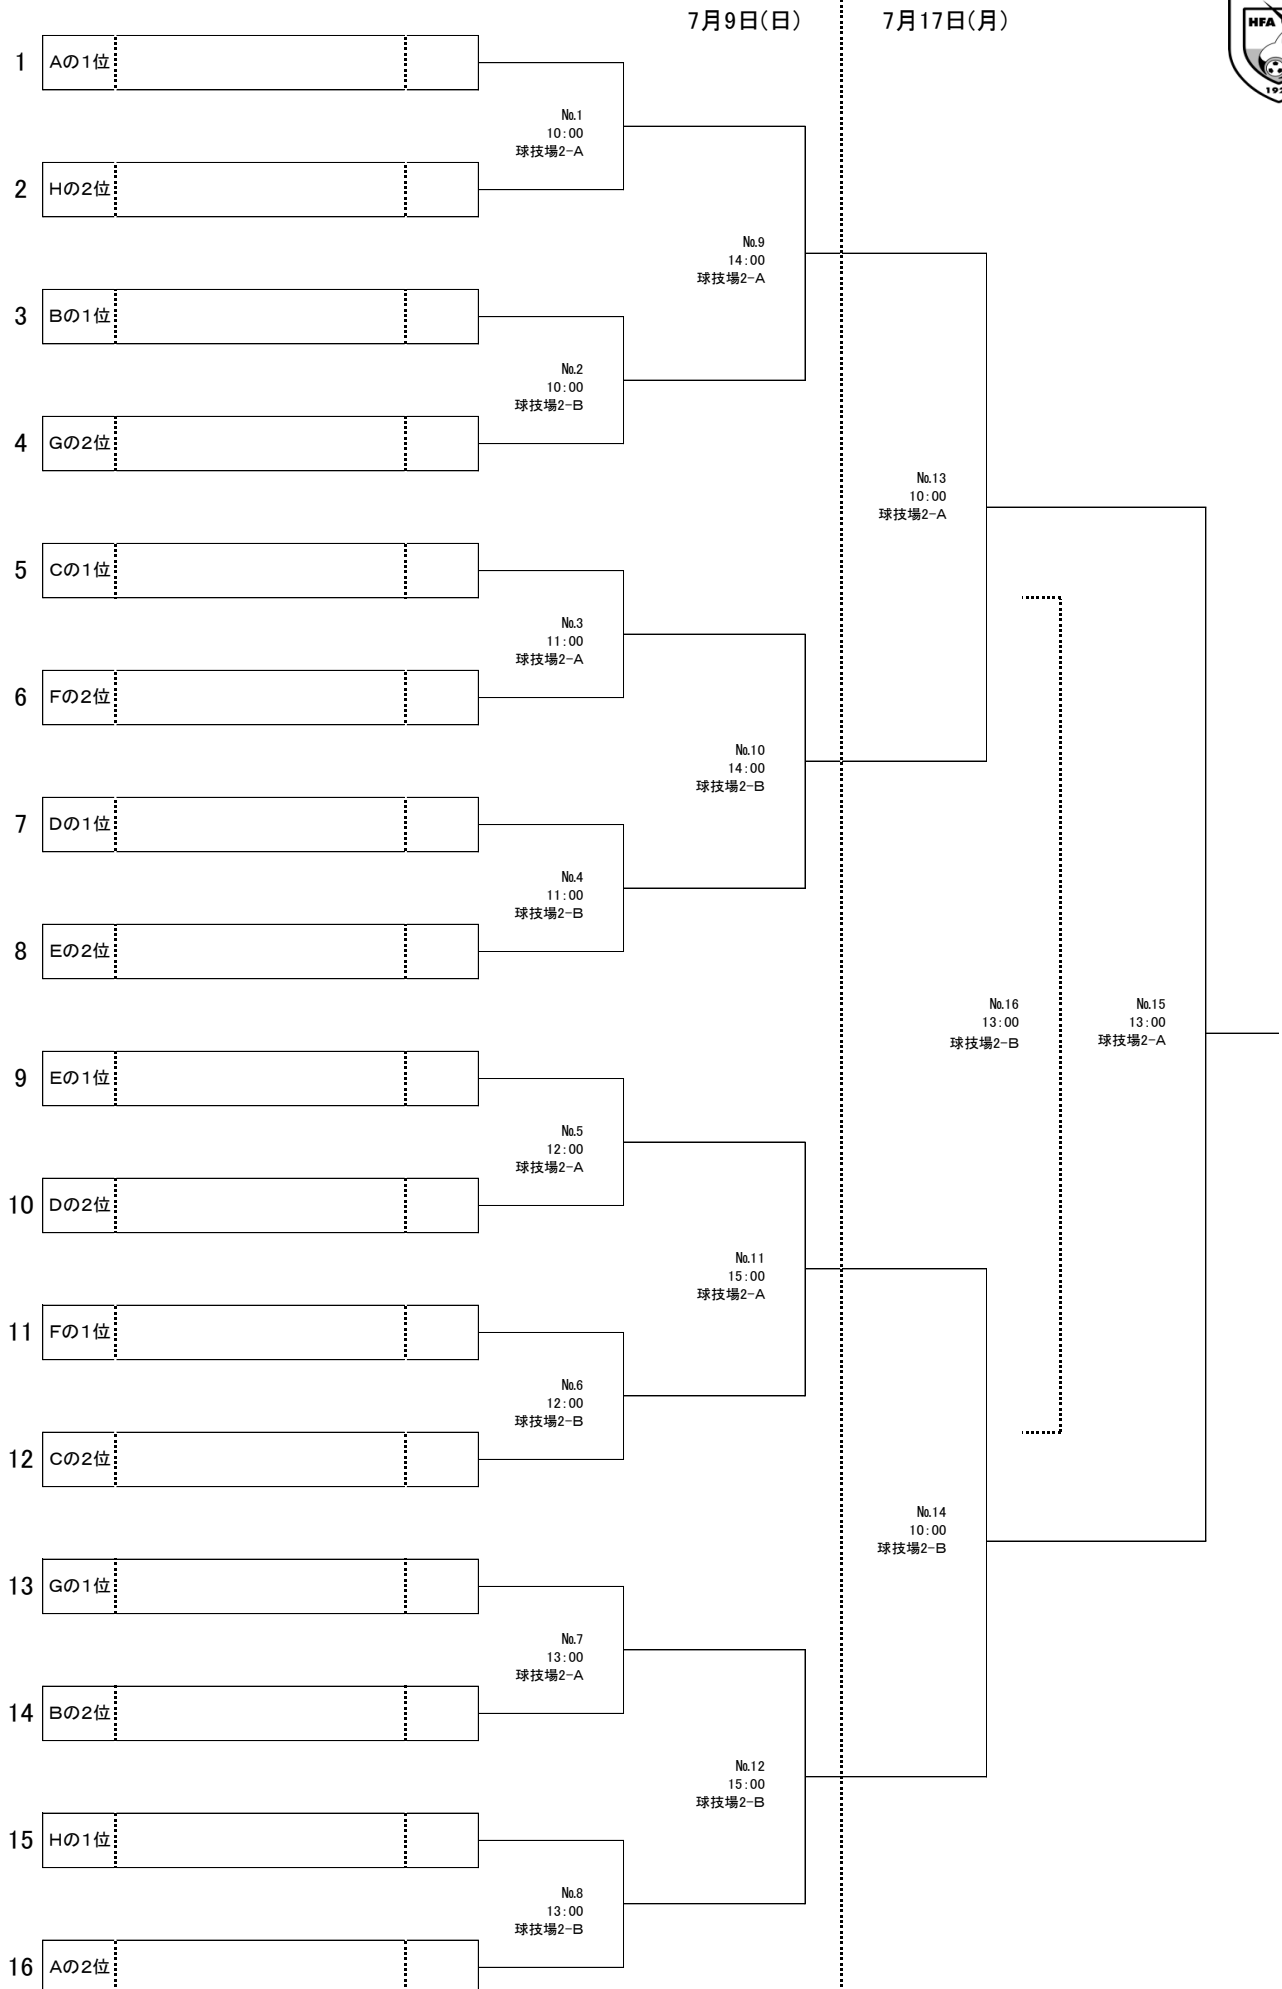 7月9日(日)
7月17日(月)
HFA
1 Aの1位
No.1
10:00
球技場2-A
2 Hの2位
No.9
14:00
球技場2-A
3 Bの1位
No.2
10:00
球技場2-B
4 Gの2位
No.13
10:00
球技場2-A
5 Cの1位
No.3
11:00
球技場2-A
6 Fの2位
No.10
14:00
球技場2-B
7 Dの1位
No.4
11:00
球技場2-B
8 Eの2位
No.16
13:00
球技場2-B
No.15
13:00
球技場2-A
9 Eの1位
No.5
12:00
球技場2-A
10 Dの2位
No.11
15:00
球技場2-A
11 Fの1位
No.6
12:00
球技場2-B
12 Cの2位
No.14
10:00
球技場2-B
13 Gの1位
No.7
13:00
球技場2-A
14 Bの2位
No.12
15:00
球技場2-B
15 Hの1位
No.8
13:00
球技場2-B
16 Aの2位